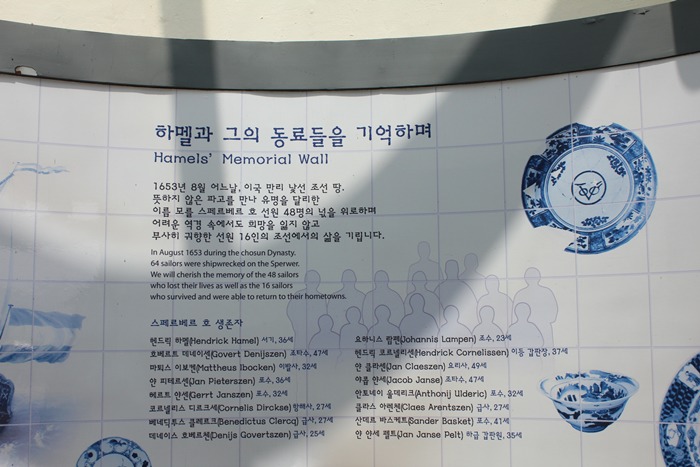 하멜과 그의 동료들을 기억하며
Hamels' Memorial Wall
1653년 8월 어느날, 이국 만리 낯선 조선 땅.
뜻하지 않은 파고를 만나 유명을 달리한
이름 모를 스페르베르 호 선원 48명의 넋을 위로하며
어려운 역경 속에서도 희망을 잃지 않고
무사히 귀향한 선원 16인의 조선에서의 삶을 기립니다.
In August 1653 during the chosun Dynasty.
64 sailors were shipwrecked on the Sperwer.
We will cherish the memory of the 48 sailors
who lost their lives as well as the 16 sailors
who survived and were able to return to their hometowns.
스페르베르 호 생존자
헨드릭 하멜(Hendrick Hamel) 서기, 36세
호베르트 데네이센(Govert Denijszen) 조타수, 47세
마퇴스 이보켄(Mattheus Ibocken) 이발사, 32세
얀 피테르센(Jan Pieterszen) 포수, 36세
헤르트 얀센(Gerrt Janszen) 포수, 32세
코르넬리스 디르크세(Cornelis Dirckse) 항해사, 27세
베네딕투스 클레르크(Benedictus Clercq) 급사, 27세
데네이스 호베르첸(Denijs Govertszen) 급사, 25세
요하니스 람펜(Johannis Lampen) 조수, 23세
헨드릭 코르넬리센(Hendrick Cornelissen) 이등 갑판장, 37세
얀 클라센(Jan Claeszen) 요리사, 49세
야콥 얀세(Jacob Janse) 조타수, 47세
안토네이 울데리크(Anthonij Ulderic) 포수, 32세
클라스 아렌첸(Claes Arentszen) 급사, 27세
산데르 바스케트(Sander Basket) 포수, 41세
얀 얀세 펠트(Jan Janse Pelt) 하급 갑판원, 35세